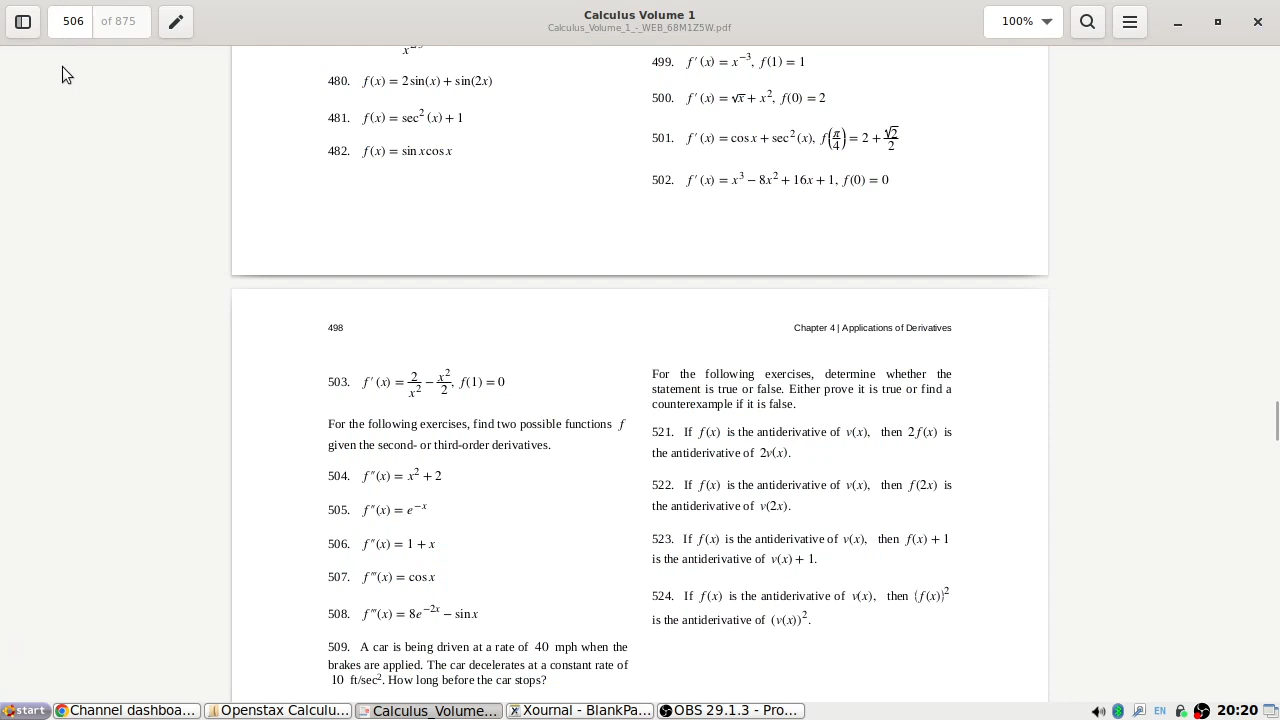 506 of 875
Calculus Volume 1
Calculus_Volume_1_-_WEB_68M1Z5W.pdf
100%
480. f(x) = 2 sin(x) + sin(2x)
481. f(x) = sec² (x) + 1
482. f(x) = sin x cos x
499. f ′(x) = x⁻³, f(1) = 1
500. f ′(x) = √x + x², f(0) = 2
501. f ′(x) = cos x + sec² (x), f(π/4) = 2 + √2/2
502. f ′(x) = x³ − 8x² + 16x + 1, f(0) = 0
498
Chapter 4 | Applications of Derivatives
503. f ′(x) = 2/x² − x²/2, f(1) = 0
For the following exercises, find two possible functions f
given the second- or third-order derivatives.
504. f ″(x) = x² + 2
505. f ″(x) = e⁻ˣ
506. f ″(x) = 1 + x
507. f ‴(x) = cos x
508. f ‴(x) = 8e⁻²ˣ − sin x
509. A car is being driven at a rate of 40 mph when the
brakes are applied. The car decelerates at a constant rate of
10 ft/sec². How long before the car stops?
For the following exercises, determine whether the
statement is true or false. Either prove it is true or find a
counterexample if it is false.
521. If f(x) is the antiderivative of v(x), then 2f(x) is
the antiderivative of 2v(x).
522. If f(x) is the antiderivative of v(x), then f(2x) is
the antiderivative of v(2x).
523. If f(x) is the antiderivative of v(x), then f(x) + 1
is the antiderivative of v(x) + 1.
524. If f(x) is the antiderivative of v(x), then (f(x))²
is the antiderivative of (v(x))².
start
Channel dashboa...
Openstax Calculu...
Calculus_Volume...
Xournal - BlankPa...
OBS 29.1.3 - Pro...
EN
20:20